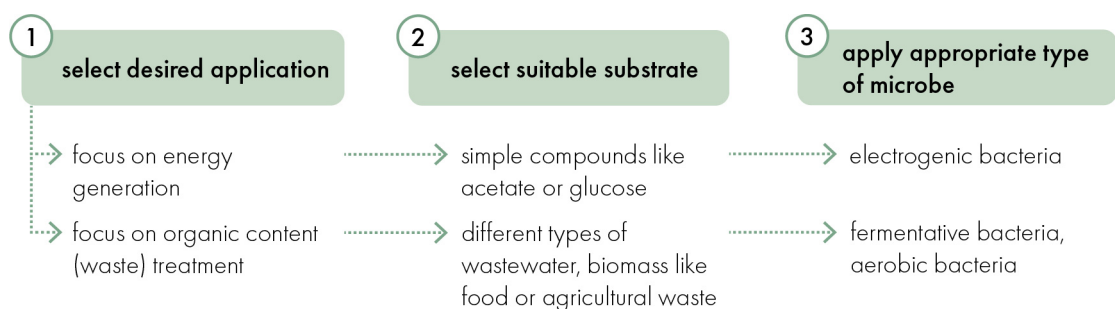 1
select desired application
2
select suitable substrate
3
apply appropriate type
of microbe
focus on energy
generation
simple compounds like
acetate or glucose
electrogenic bacteria
focus on organic content
(waste) treatment
different types of
wastewater, biomass like
food or agricultural waste
fermentative bacteria,
aerobic bacteria